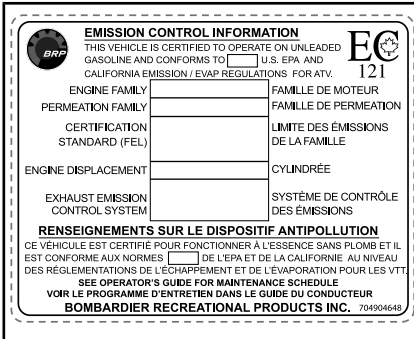 EMISSION CONTROL INFORMATION
THIS VEHICLE IS CERTIFIED TO OPERATE ON UNLEADED
GASOLINE AND CONFORMS TO U.S. EPA AND
CALIFORNIA EMISSION / EVAP REGULATIONS FOR ATV.
BRP
EC
121
ENGINE FAMILY FAMILLE DE MOTEUR
PERMEATION FAMILY FAMILLE DE PERMEATION
CERTIFICATION LIMITE DES ÉMISSIONS
STANDARD (FEL) DE LA FAMILLE
ENGINE DISPLACEMENT CYLINDRÉE
EXHAUST EMISSION SYSTÈME DE CONTRÔLE
CONTROL SYSTEM DES ÉMISSIONS
RENSEIGNEMENTS SUR LE DISPOSITIF ANTIPOLLUTION
CE VÉHICULE EST CERTIFIÉ POUR FONCTIONNER À L'ESSENCE SANS PLOMB ET IL
EST CONFORME AUX NORMES DE L'EPA ET DE LA CALIFORNIE AU NIVEAU
DES RÉGLEMENTATIONS DE L'ÉCHAPPEMENT ET DE L'ÉVAPORATION POUR LES VTT.
SEE OPERATOR'S GUIDE FOR MAINTENANCE SCHEDULE
VOIR LE PROGRAMME D'ENTRETIEN DANS LE GUIDE DU CONDUCTEUR
BOMBARDIER RECREATIONAL PRODUCTS INC. 704904648